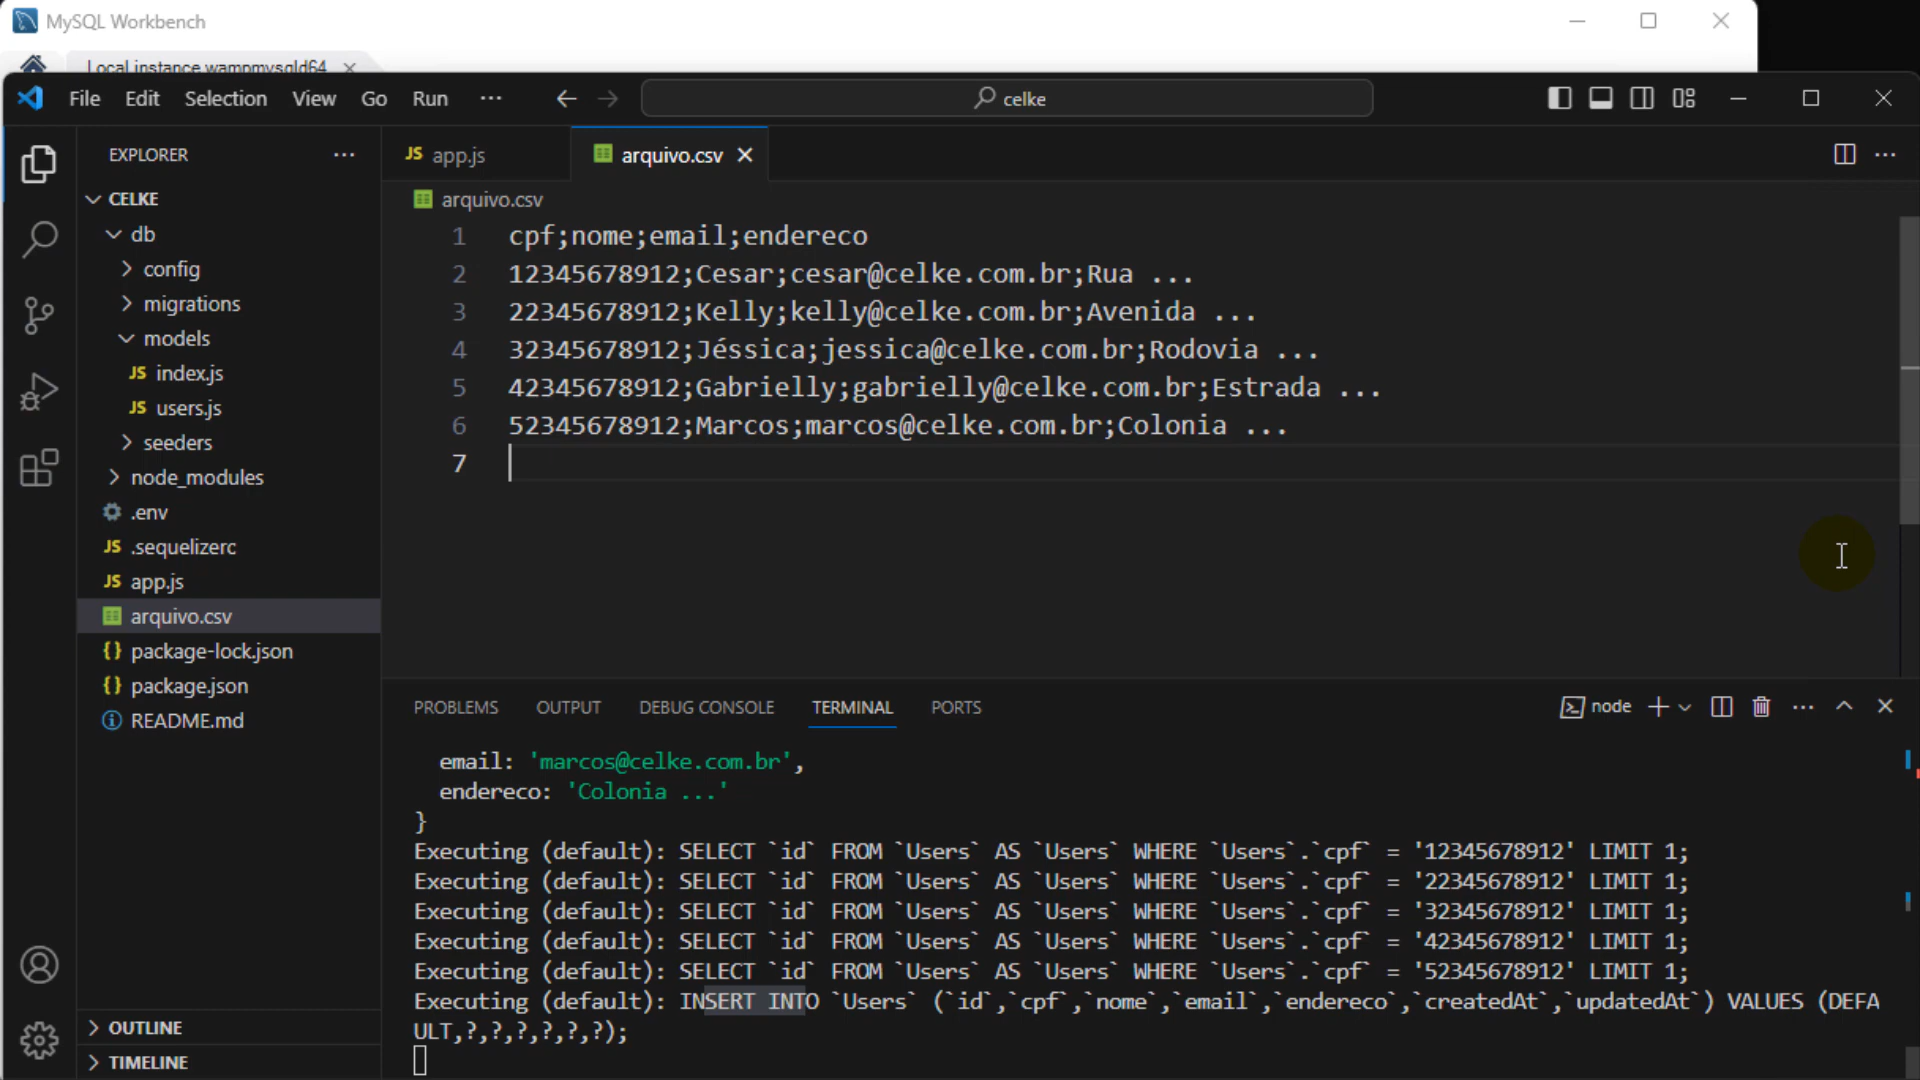 MySQL Workbench
Local instance wampmysqld64
File Edit Selection View Go Run ...
celke
EXPLORER
JS app.js
arquivo.csv
CELKE
arquivo.csv
db
config
migrations
models
JS index.js
JS users.js
seeders
node_modules
.env
JS .sequelizerc
JS app.js
arquivo.csv
{} package-lock.json
{} package.json
README.md
OUTLINE
TIMELINE
1 cpf;nome;email;endereco
2 12345678912;Cesar;cesar@celke.com.br;Rua ...
3 22345678912;Kelly;kelly@celke.com.br;Avenida ...
4 32345678912;Jéssica;jessica@celke.com.br;Rodovia ...
5 42345678912;Gabrielly;gabrielly@celke.com.br;Estrada ...
6 52345678912;Marcos;marcos@celke.com.br;Colonia ...
7
PROBLEMS OUTPUT DEBUG CONSOLE TERMINAL PORTS
node
email: 'marcos@celke.com.br',
endereco: 'Colonia ...'
}
Executing (default): SELECT `id` FROM `Users` AS `Users` WHERE `Users`.`cpf` = '12345678912' LIMIT 1;
Executing (default): SELECT `id` FROM `Users` AS `Users` WHERE `Users`.`cpf` = '22345678912' LIMIT 1;
Executing (default): SELECT `id` FROM `Users` AS `Users` WHERE `Users`.`cpf` = '32345678912' LIMIT 1;
Executing (default): SELECT `id` FROM `Users` AS `Users` WHERE `Users`.`cpf` = '42345678912' LIMIT 1;
Executing (default): SELECT `id` FROM `Users` AS `Users` WHERE `Users`.`cpf` = '52345678912' LIMIT 1;
Executing (default): INSERT INTO `Users` (`id`,`cpf`,`nome`,`email`,`endereco`,`createdAt`,`updatedAt`) VALUES (DEFA
ULT,?,?,?,?,?,?);